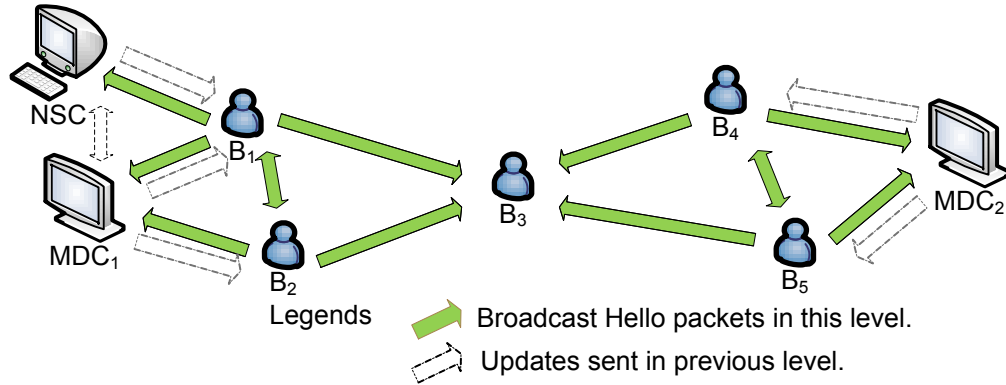 NSC
B1
B4
MDC2
B3
MDC1
B2
B5
Legends
Broadcast Hello packets in this level.
Updates sent in previous level.